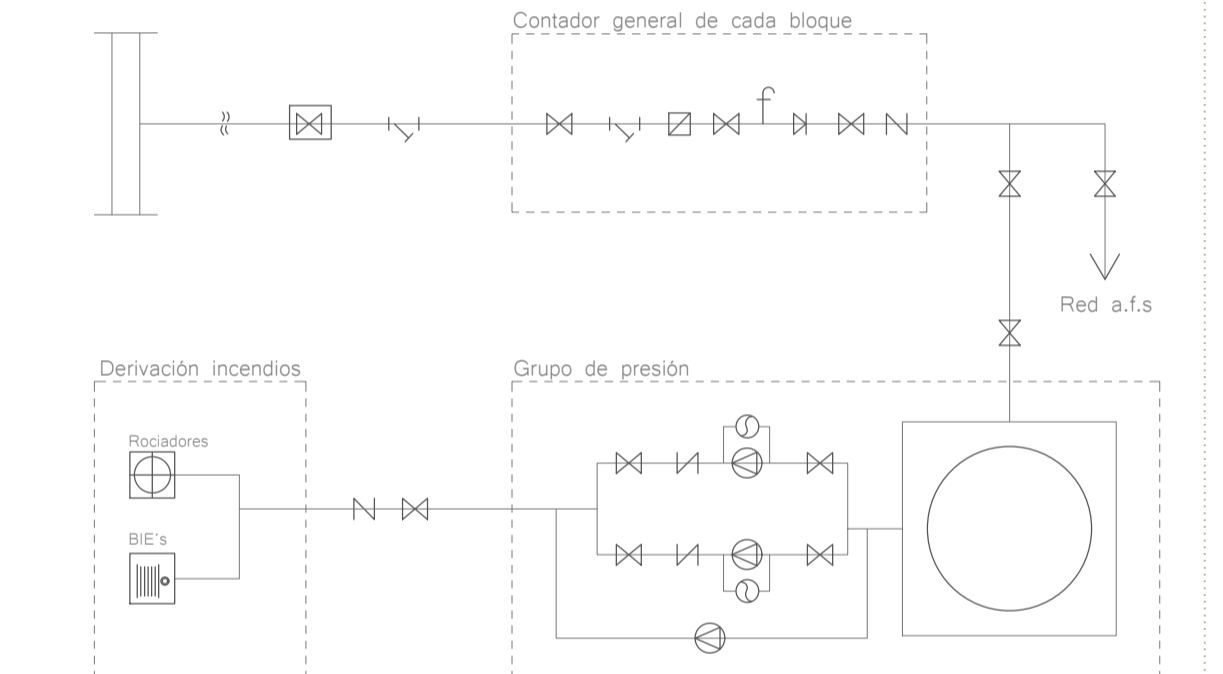 Contador general de cada bloque
Red a.f.s
Derivación incendios
Grupo de presión
Rociadores
BIE´s